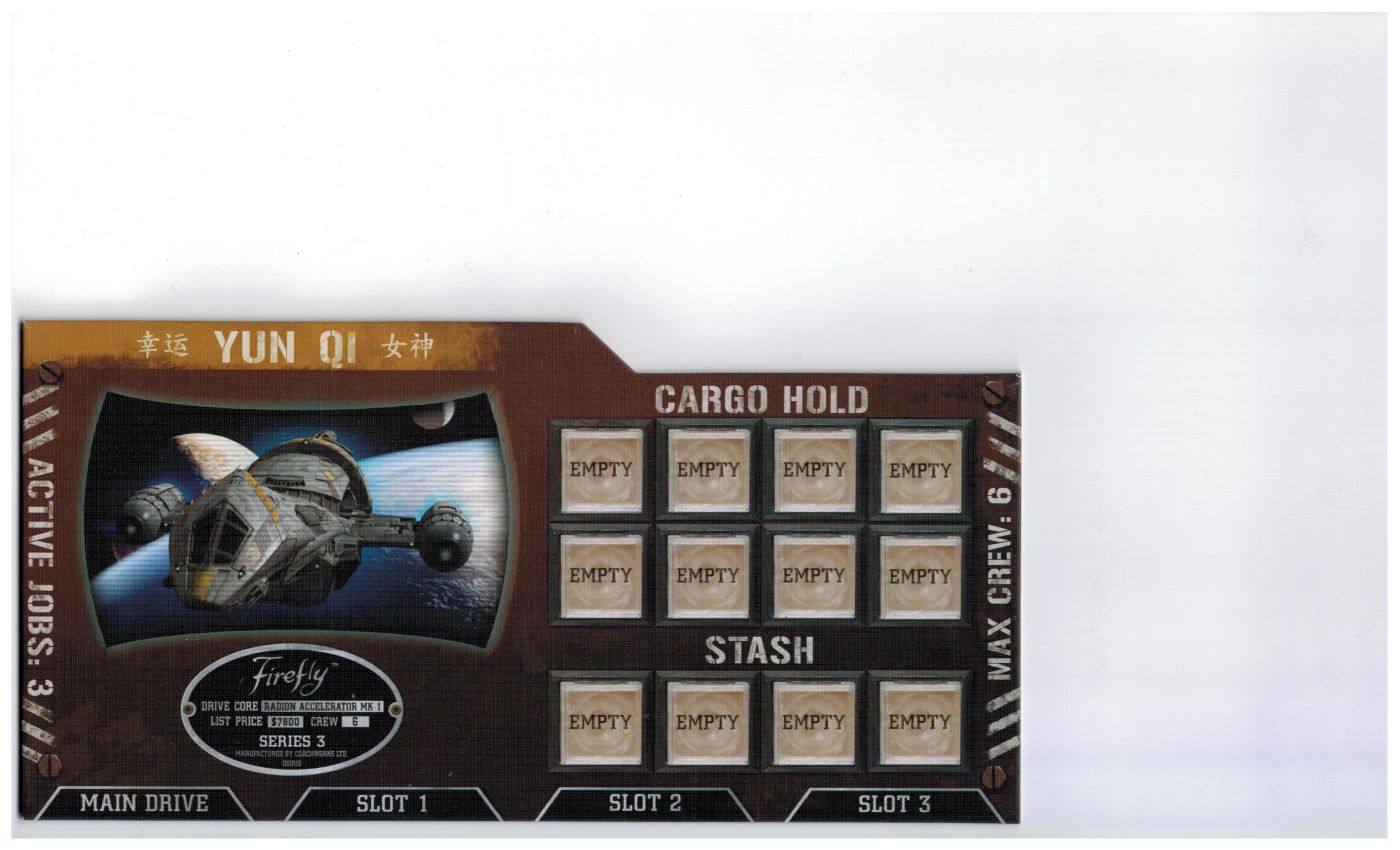 幸运 YUN QI 女神
ACTIVE JOBS: 3
Firefly™
DRIVE CORE RADION ACCELERATOR MK-1
LIST PRICE $7800 CREW 6
SERIES 3
MANUFACTURED BY COACHWORKS LTD.
OSIRIS
CARGO HOLD
EMPTY EMPTY EMPTY EMPTY
EMPTY EMPTY EMPTY EMPTY
STASH
EMPTY EMPTY EMPTY EMPTY
MAX CREW: 6
MAIN DRIVE SLOT 1 SLOT 2 SLOT 3